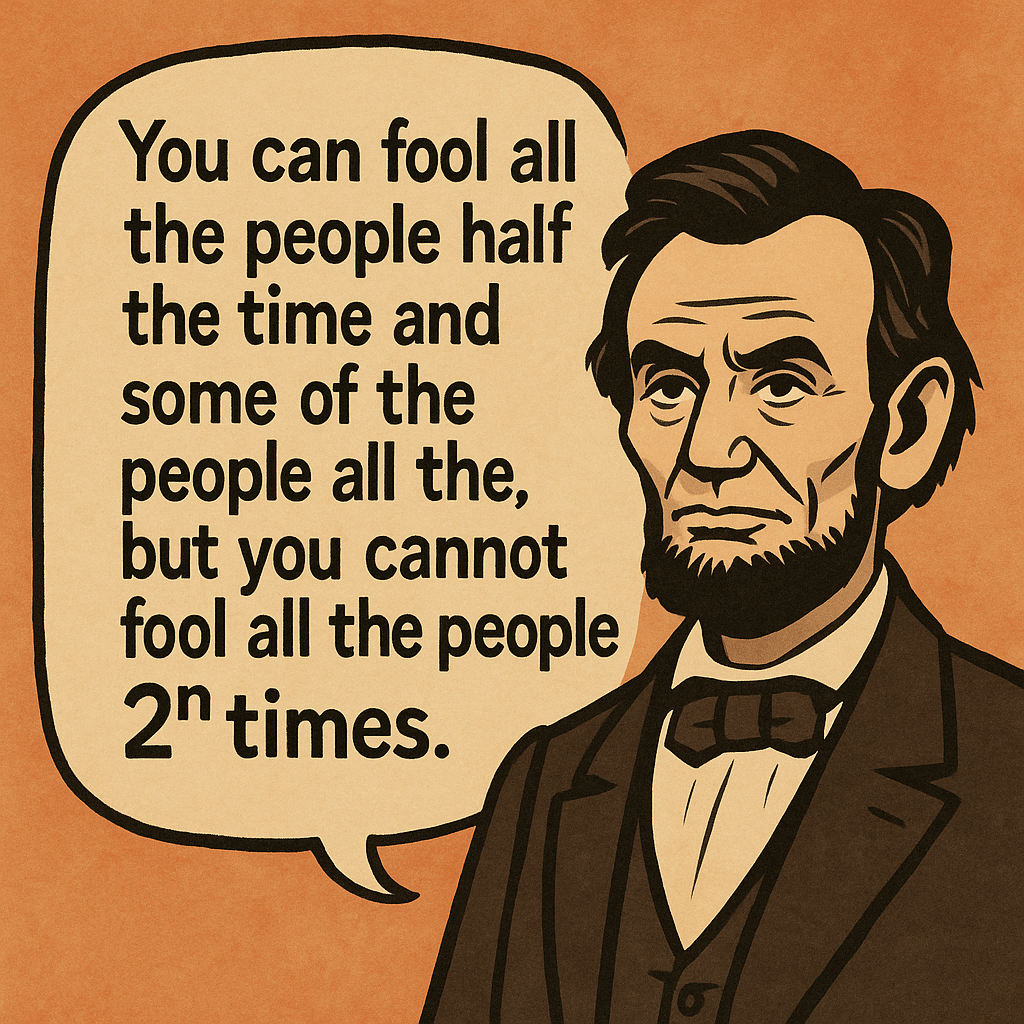 You can fool all
the people half
the time and
some of the
people all the,
but you cannot
fool all the people
2ⁿ times.